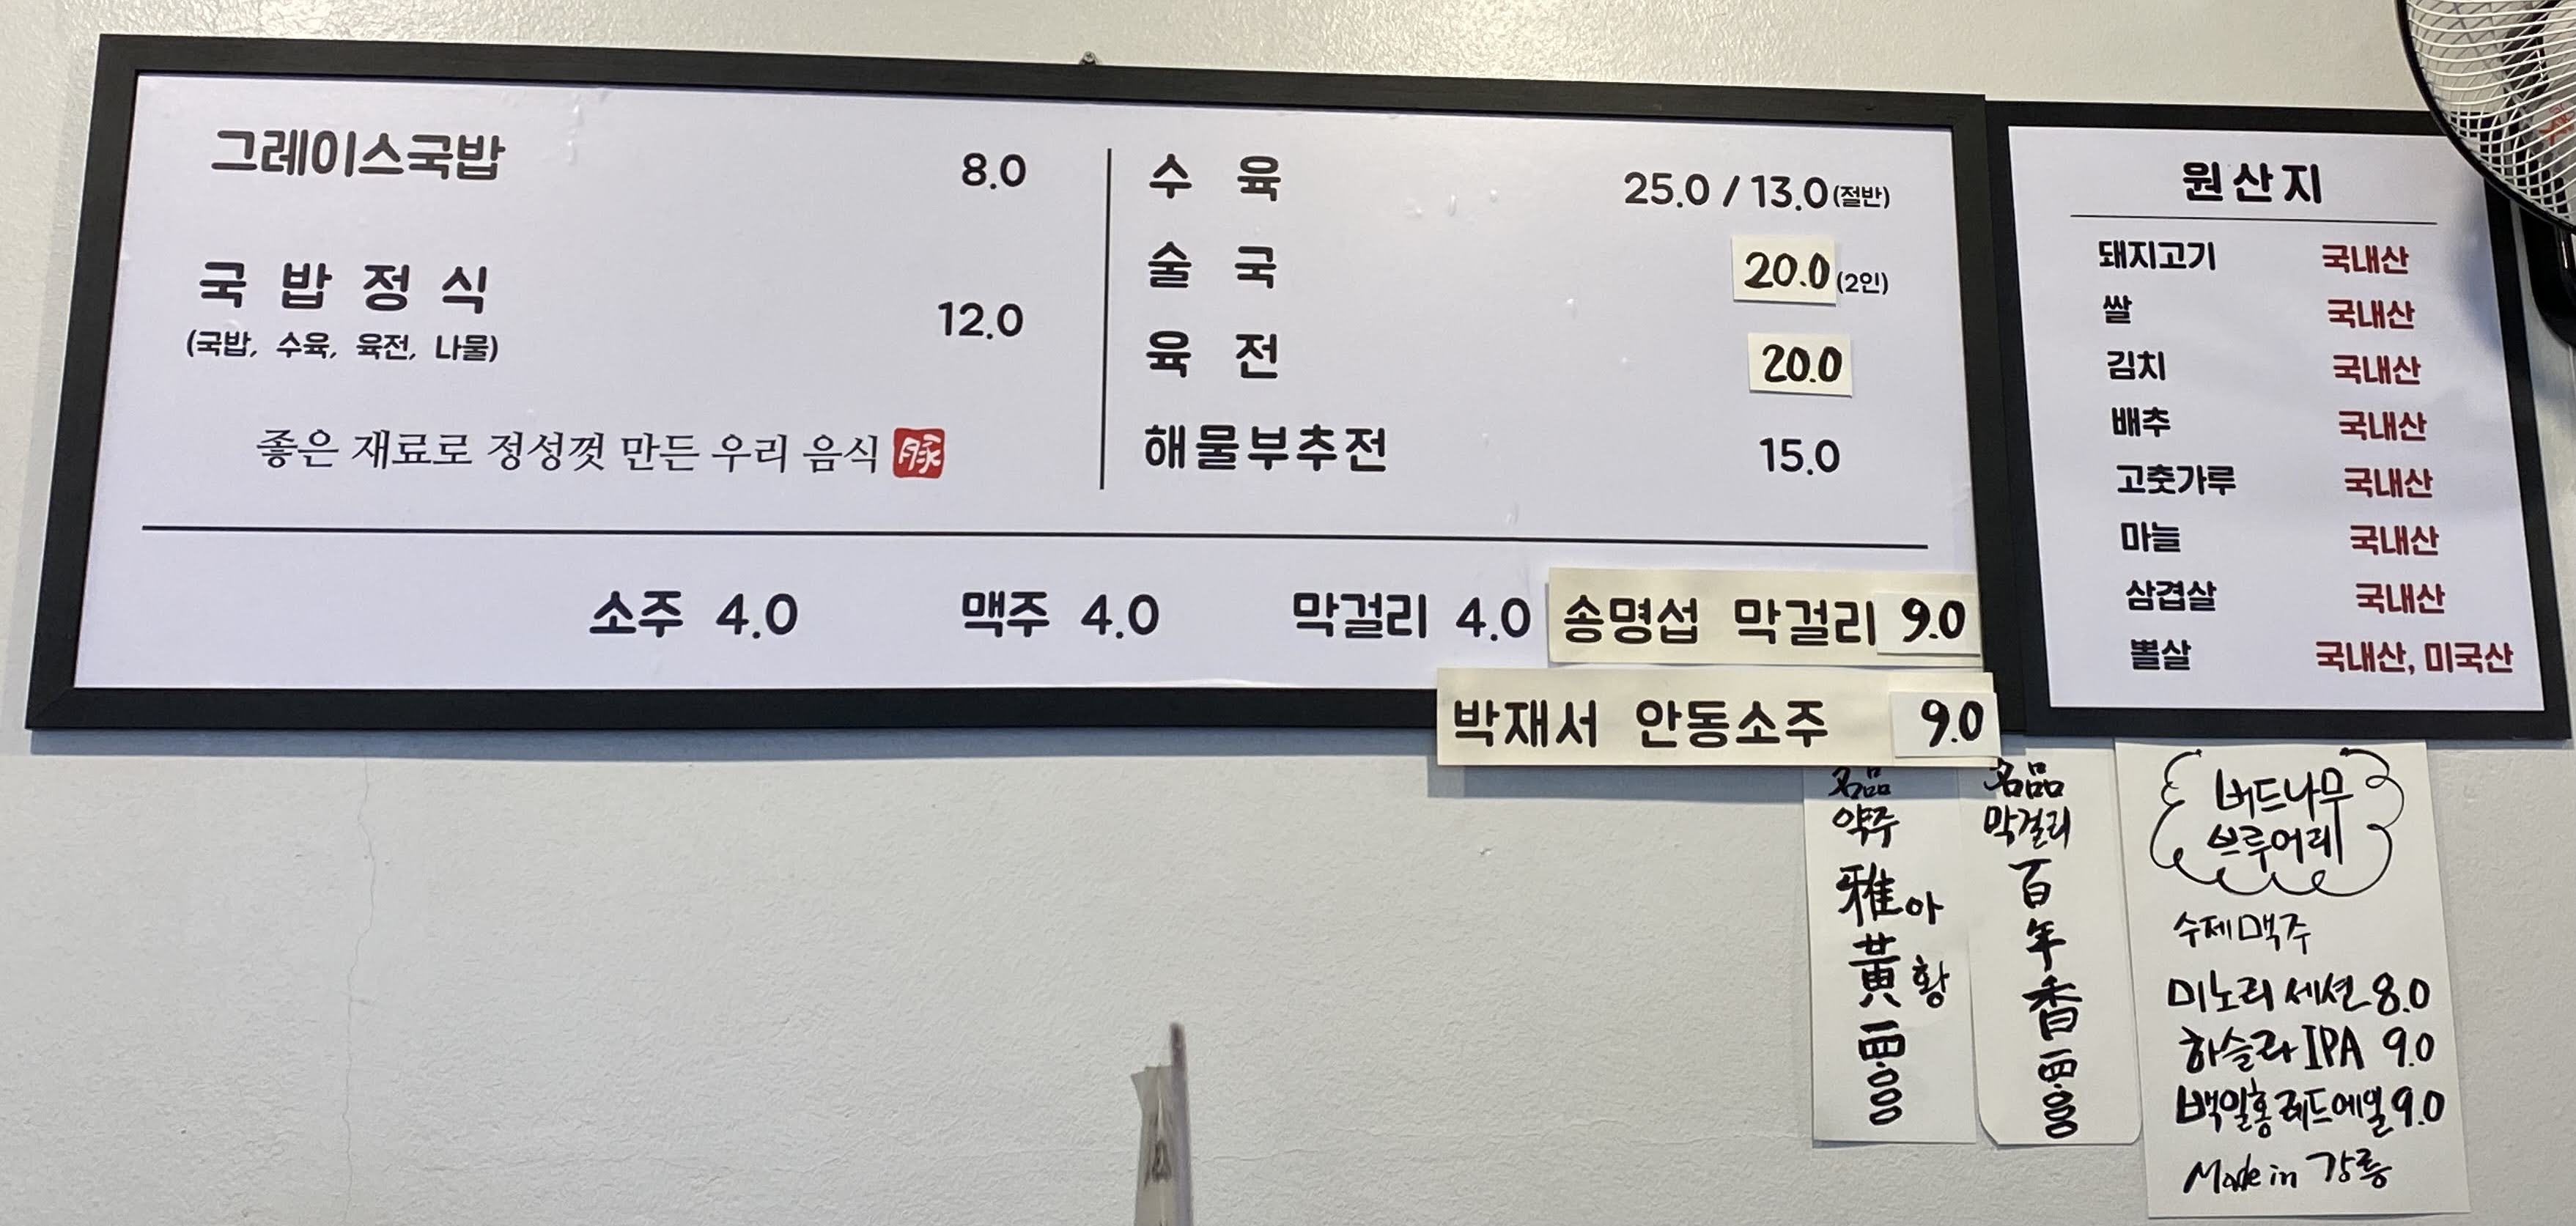 그레이스국밥 8.0
국밥정식 12.0
(국밥, 수육, 육전, 나물)
좋은 재료로 정성껏 만든 우리 음식 豚
수육 25.0 / 13.0(절반)
술국 20.0(2인)
육전 20.0
해물부추전 15.0
소주 4.0 맥주 4.0 막걸리 4.0 송명섭 막걸리 9.0
박재서 안동소주 9.0
원산지
돼지고기 국내산
쌀 국내산
김치 국내산
배추 국내산
고춧가루 국내산
마늘 국내산
삼겹살 국내산
뽈살 국내산, 미국산
名品
약주
雅아
黃황
名品
막걸리
百
年
香
버드나무
브루어리
수제맥주
미노리 세션 8.0
하슬라 IPA 9.0
백일홍 레드에일 9.0
Made in 강릉